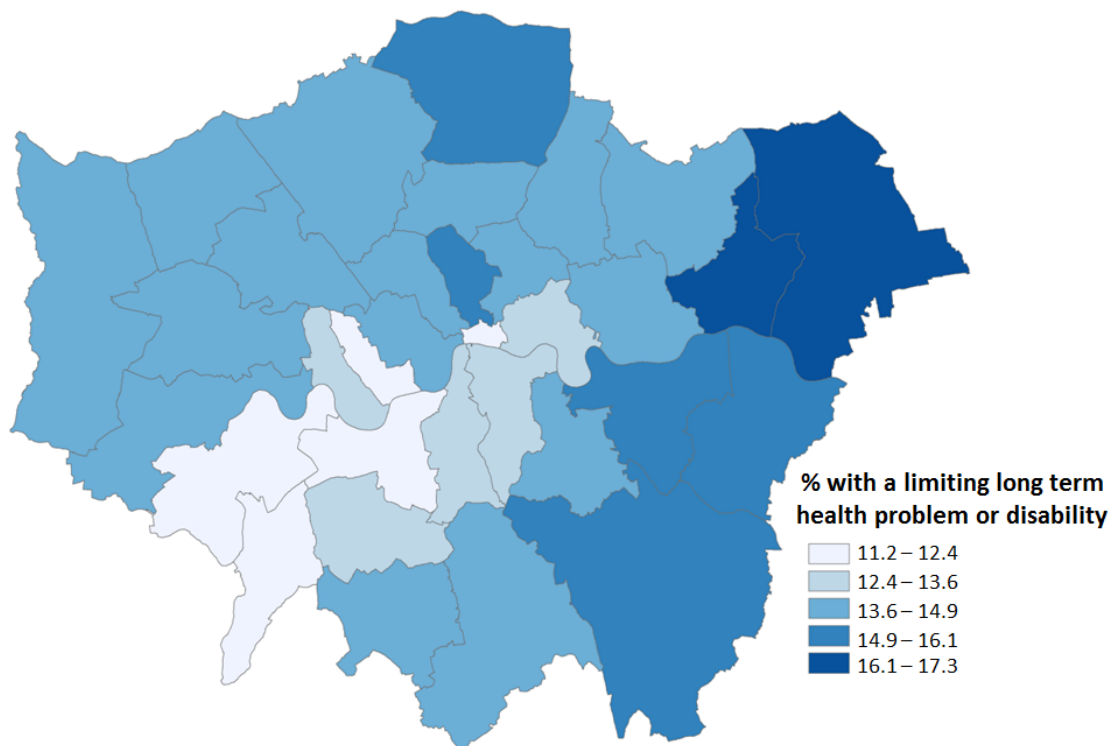 % with a limiting long term
health problem or disability
11.2 – 12.4
12.4 – 13.6
13.6 – 14.9
14.9 – 16.1
16.1 – 17.3